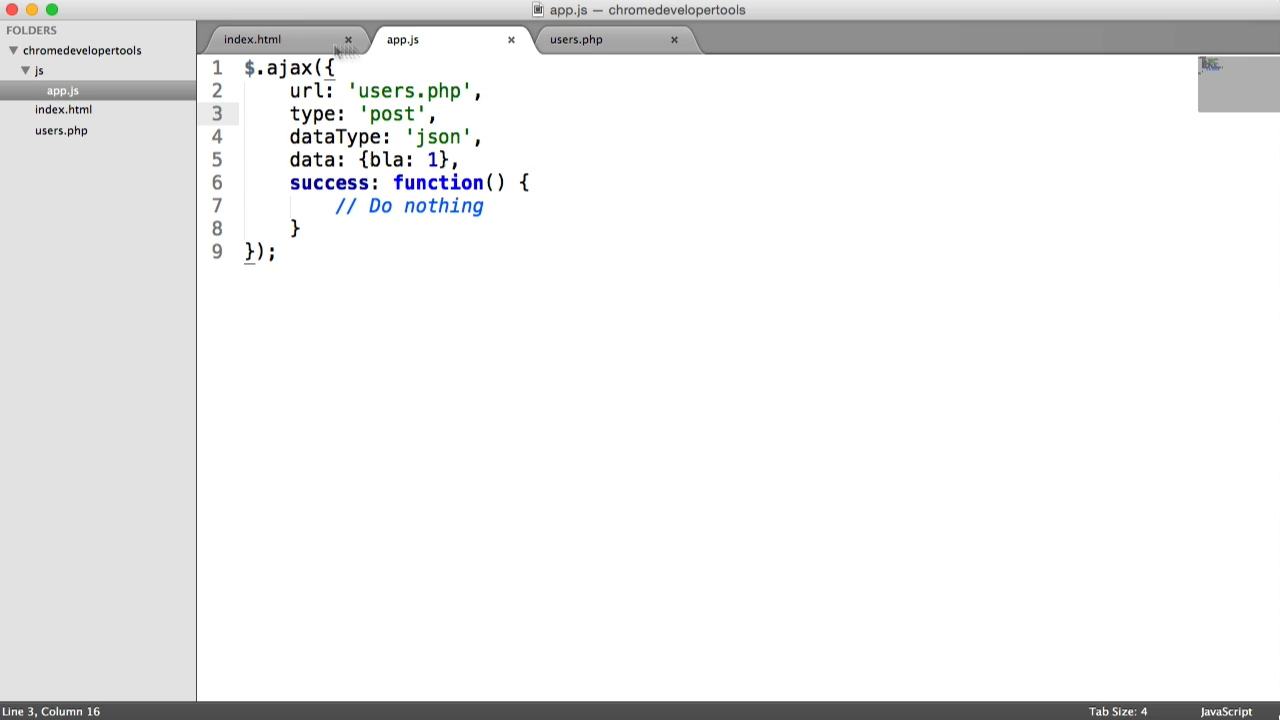 app.js — chromedevelopertools
FOLDERS
chromedevelopertools
js
app.js
index.html
users.php
index.html × app.js × users.php ×
1 $.ajax({
2     url: 'users.php',
3     type: 'post',
4     dataType: 'json',
5     data: {bla: 1},
6     success: function() {
7         // Do nothing
8     }
9 });
Line 3, Column 16
Tab Size: 4
JavaScript